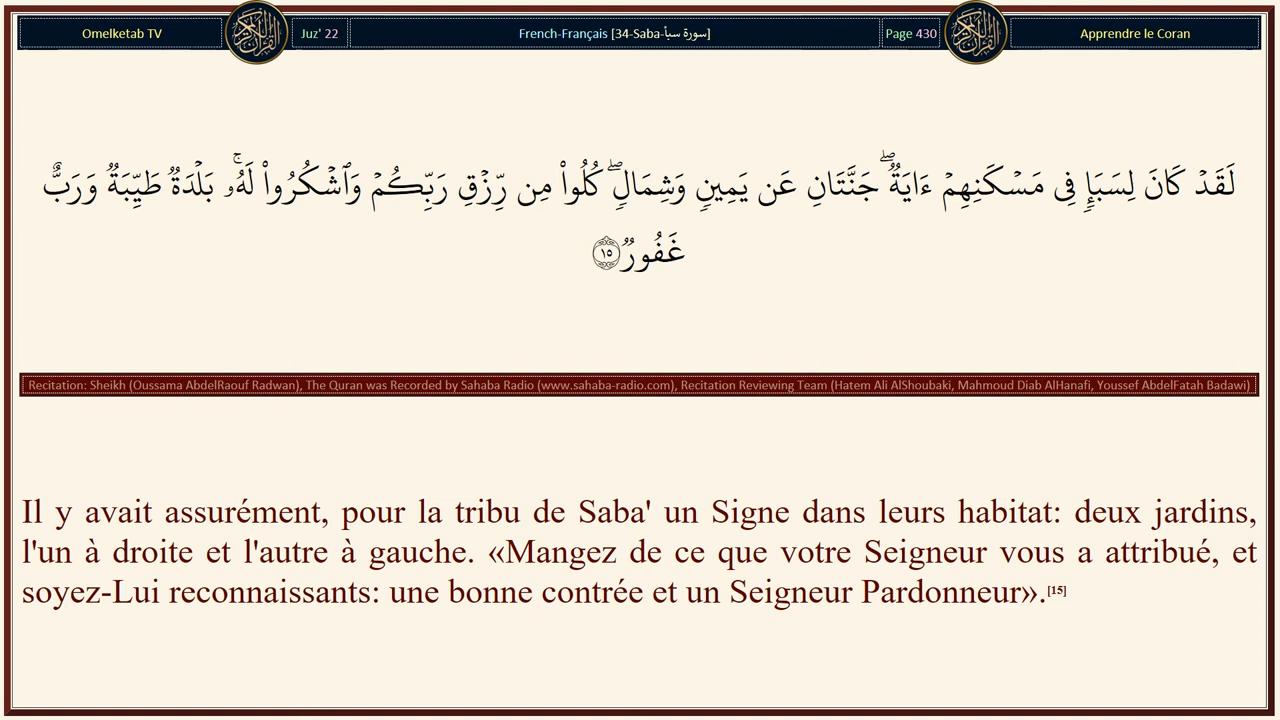 Omelketab TV
Juz' 22
French-Français [34-Saba-سورة سبأ]
Page 430
Apprendre le Coran
لَقَدۡ كَانَ لِسَبَإٖ فِي مَسۡكَنِهِمۡ ءَايَةٞۖ جَنَّتَانِ عَن يَمِينٖ وَشِمَالٖۖ كُلُواْ مِن رِّزۡقِ رَبِّكُمۡ وَٱشۡكُرُواْ لَهُۥۚ بَلۡدَةٞ طَيِّبَةٞ وَرَبٌّ
غَفُورٞ ١٥
Recitation: Sheikh (Oussama AbdelRaouf Radwan), The Quran was Recorded by Sahaba Radio (www.sahaba-radio.com), Recitation Reviewing Team (Hatem Ali AlShoubaki, Mahmoud Diab AlHanafi, Youssef AbdelFatah Badawi)
Il y avait assurément, pour la tribu de Saba' un Signe dans leurs habitat: deux jardins,
l'un à droite et l'autre à gauche. «Mangez de ce que votre Seigneur vous a attribué, et
soyez-Lui reconnaissants: une bonne contrée et un Seigneur Pardonneur».[15]